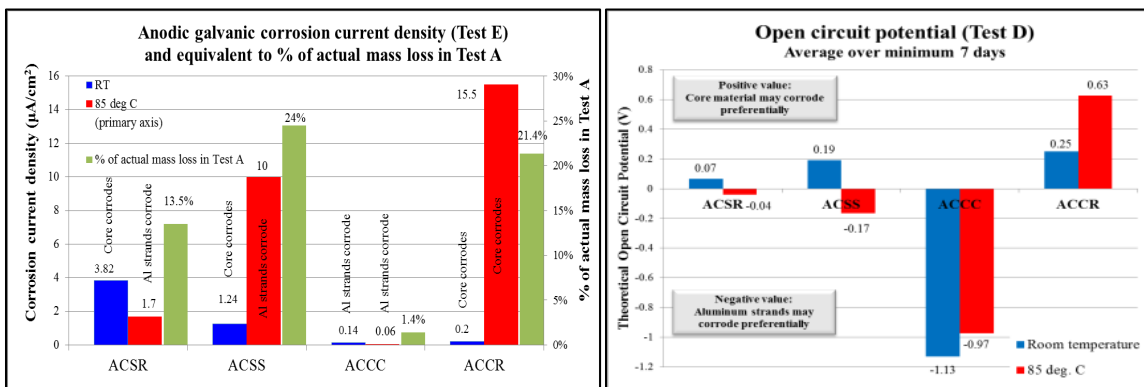 Anodic galvanic corrosion current density (Test E)
and equivalent to % of actual mass loss in Test A
Corrosion current density (µA/cm²)
16
14
12
10
8
6
4
2
0
RT
85 deg C
(primary axis)
% of actual mass loss in Test A
Core corrodes
3.82
Al strands corrode
1.7
13.5%
Core corrodes
1.24
Al strands corrode
10
24%
Al strands corrode
0.14
Al strands corrode
0.06
1.4%
Core corrodes
0.2
Core corrodes
15.5
21.4%
ACSR
ACSS
ACCC
ACCR
30%
25%
20%
15%
10%
5%
0%
% of actual mass loss in Test A
Open circuit potential (Test D)
Average over minimum 7 days
Theoretical Open Circuit Potential (V)
0.8
0.6
0.4
0.2
0
-0.2
-0.4
-0.6
-0.8
-1
-1.2
Positive value:
Core material may corrode
preferentially
0.07
-0.04
0.19
-0.17
-1.13
-0.97
0.25
0.63
ACSR
ACSS
ACCC
ACCR
Negative value:
Aluminum strands may
corrode preferentially
Room temperature
85 deg. C